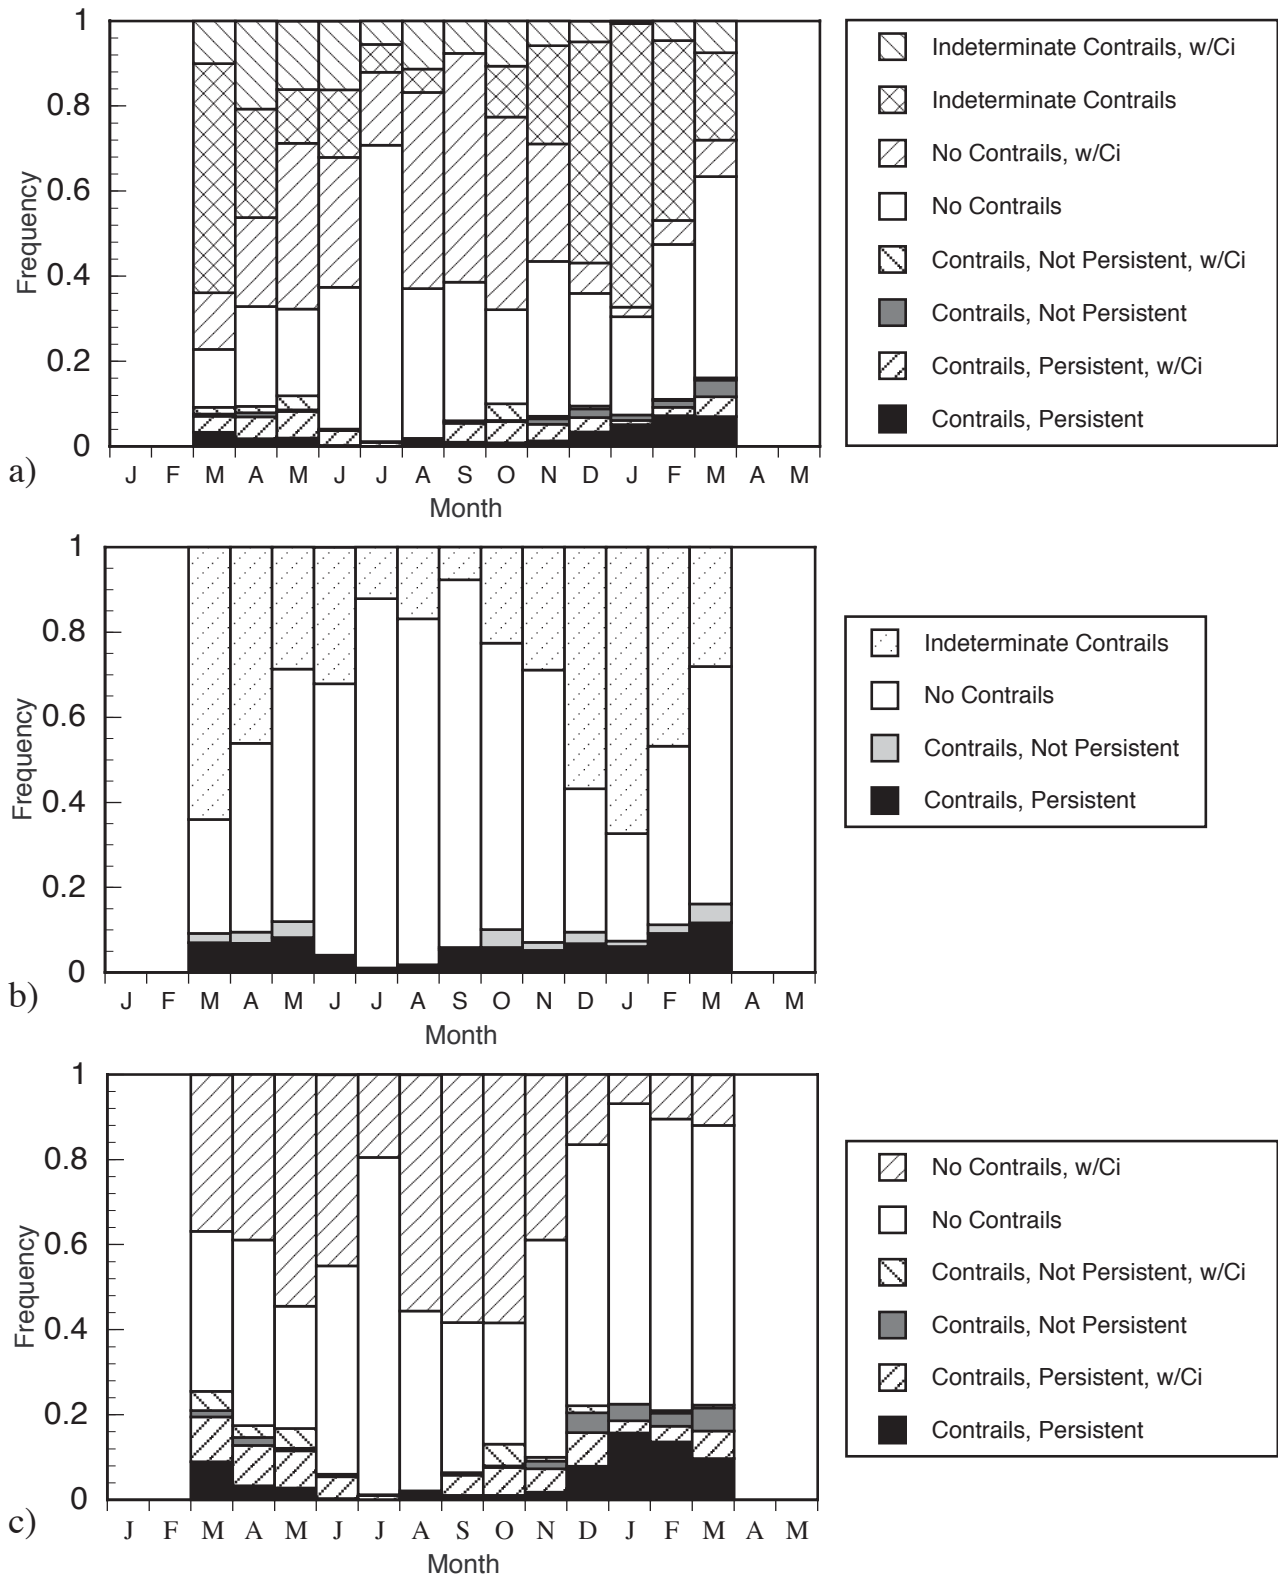 1
0.8
0.6
0.4
0.2
0
Frequency
J F M A M J J A S O N D J F M A M
Month
a)
Indeterminate Contrails, w/Ci
Indeterminate Contrails
No Contrails, w/Ci
No Contrails
Contrails, Not Persistent, w/Ci
Contrails, Not Persistent
Contrails, Persistent, w/Ci
Contrails, Persistent
1
0.8
0.6
0.4
0.2
0
Frequency
J F M A M J J A S O N D J F M A M
Month
b)
Indeterminate Contrails
No Contrails
Contrails, Not Persistent
Contrails, Persistent
1
0.8
0.6
0.4
0.2
0
Frequency
J F M A M J J A S O N D J F M A M
Month
c)
No Contrails, w/Ci
No Contrails
Contrails, Not Persistent, w/Ci
Contrails, Not Persistent
Contrails, Persistent, w/Ci
Contrails, Persistent